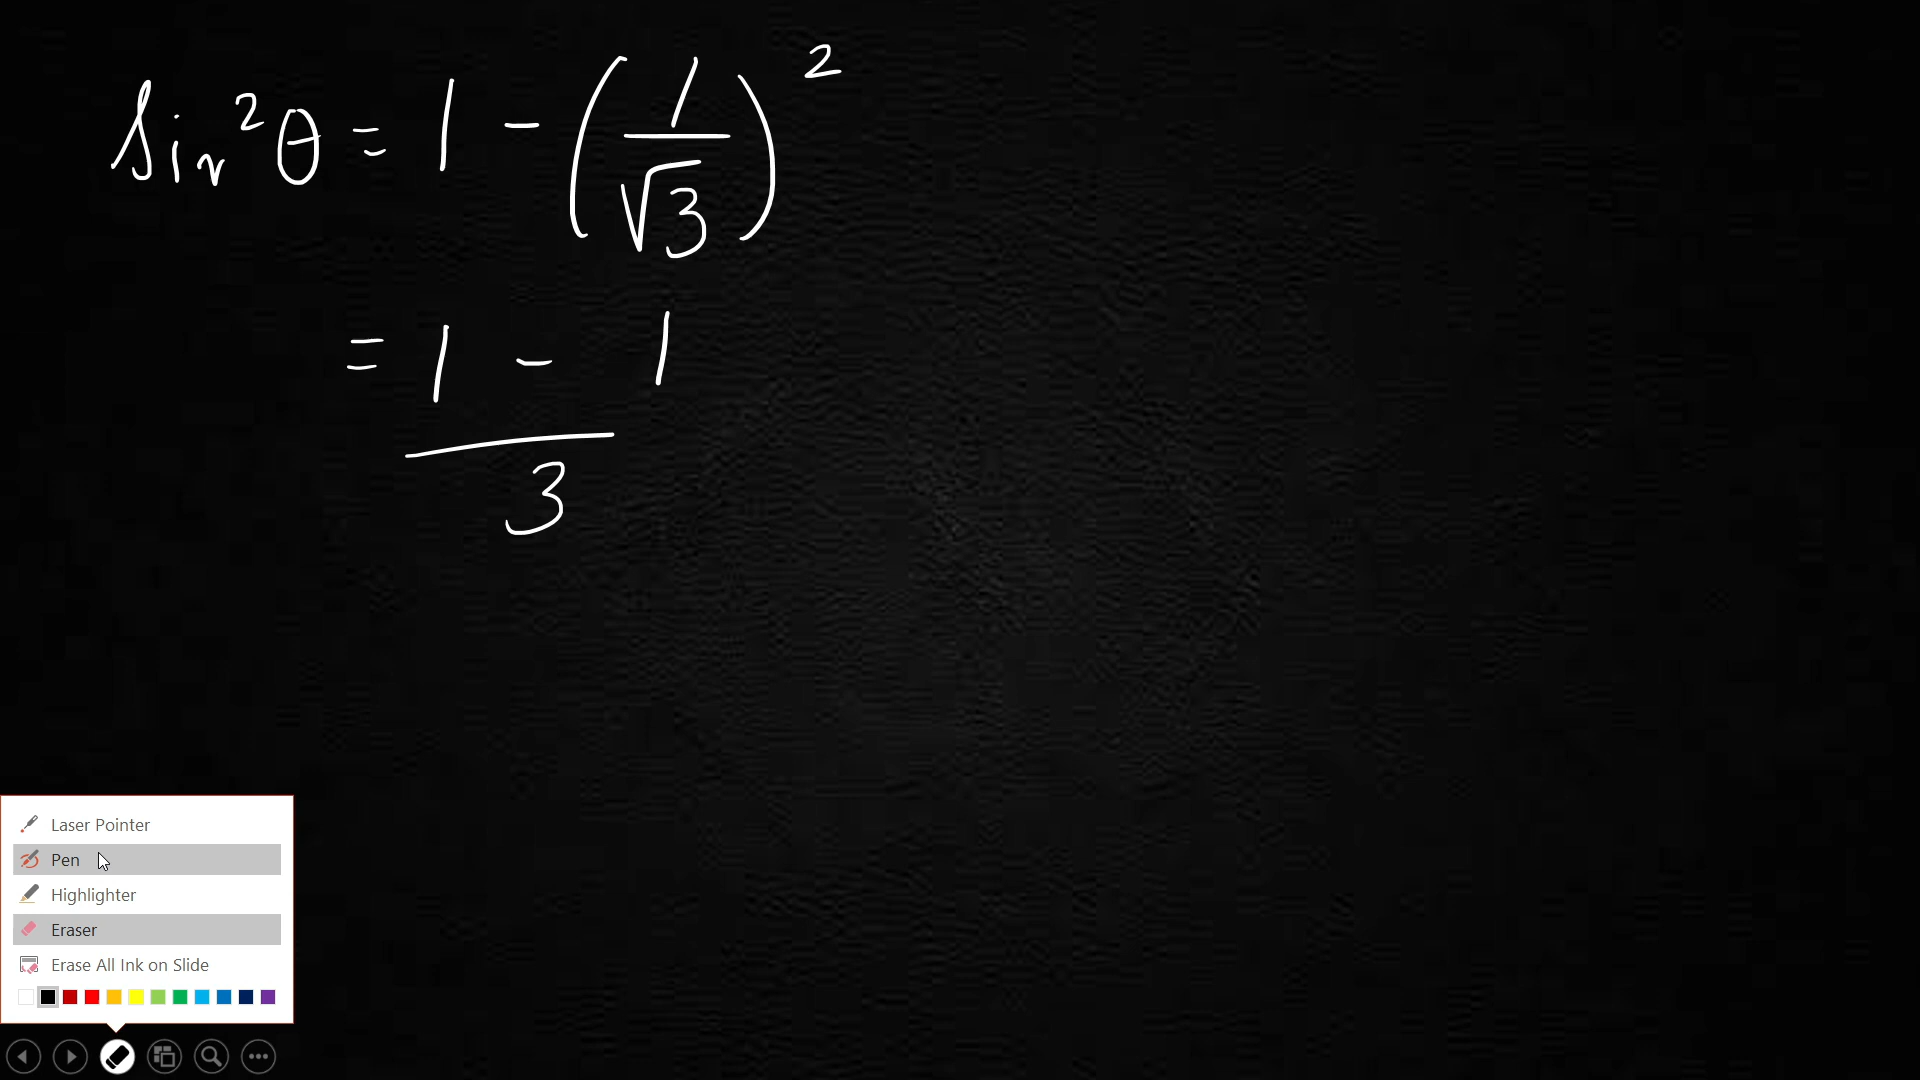 Sin²θ = 1 - (1/√3)²
= 1 - 1
3
Laser Pointer
Pen
Highlighter
Eraser
Erase All Ink on Slide